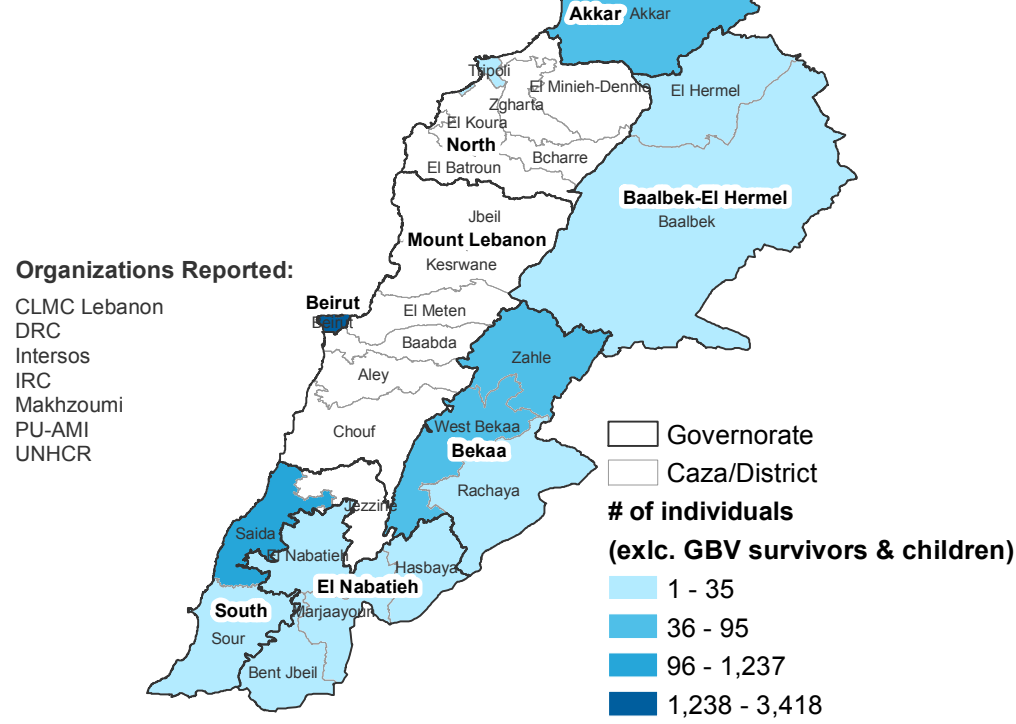 Akkar
Akkar
Tripoli
El Minieh-Dennie
El Hermel
Zgharta
El Koura
North
Bcharre
El Batroun
Baalbek-El Hermel
Baalbek
Jbeil
Mount Lebanon
Kesrwane
Organizations Reported:
CLMC Lebanon
DRC
Intersos
IRC
Makhzoumi
PU-AMI
UNHCR
Beirut
Beirut
El Meten
Baabda
Zahle
Aley
Chouf
West Bekaa
Bekaa
Rachaya
Jezzine
Saida
El Nabatieh
Hasbaya
El Nabatieh
South
Marjaayoun
Sour
Bent Jbeil
Governorate
Caza/District
# of individuals
(exlc. GBV survivors & children)
1 - 35
36 - 95
96 - 1,237
1,238 - 3,418